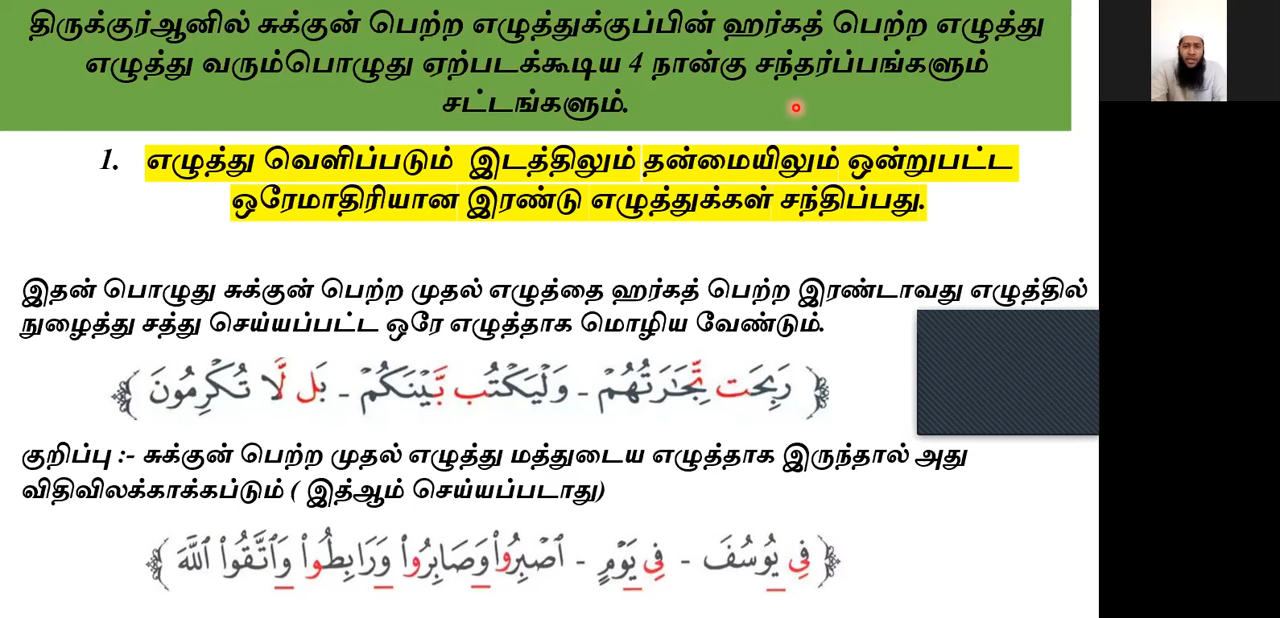 திருக்குர்ஆனில் சுக்குன் பெற்ற எழுத்துக்குப்பின் ஹர்கத் பெற்ற எழுத்து
எழுத்து வரும்பொழுது ஏற்படக்கூடிய 4 நான்கு சந்தர்ப்பங்களும்
சட்டங்களும்.
1. எழுத்து வெளிப்படும் இடத்திலும் தன்மையிலும் ஒன்றுபட்ட
ஒரேமாதிரியான இரண்டு எழுத்துக்கள் சந்திப்பது.
இதன் பொழுது சுக்குன் பெற்ற முதல் எழுத்தை ஹர்கத் பெற்ற இரண்டாவது எழுத்தில்
நுழைத்து சத்து செய்யப்பட்ட ஒரே எழுத்தாக மொழிய வேண்டும்.
﴿ رَبِحَت تِّجَٰرَتُهُمْ - وَلْيَكْتُب بَّيْنَكُمْ - بَل لَّا تُكْرِمُونَ ﴾
குறிப்பு :- சுக்குன் பெற்ற முதல் எழுத்து மத்துடைய எழுத்தாக இருந்தால் அது
விதிவிலக்காக்கப்டும் ( இத்ஆம் செய்யப்படாது)
﴿ فِي يُوسُفَ - فِي يَوْمٍ - ٱصْبِرُوا۟ وَصَابِرُوا۟ وَرَابِطُوا۟ وَٱتَّقُوا۟ ٱللَّهَ ﴾